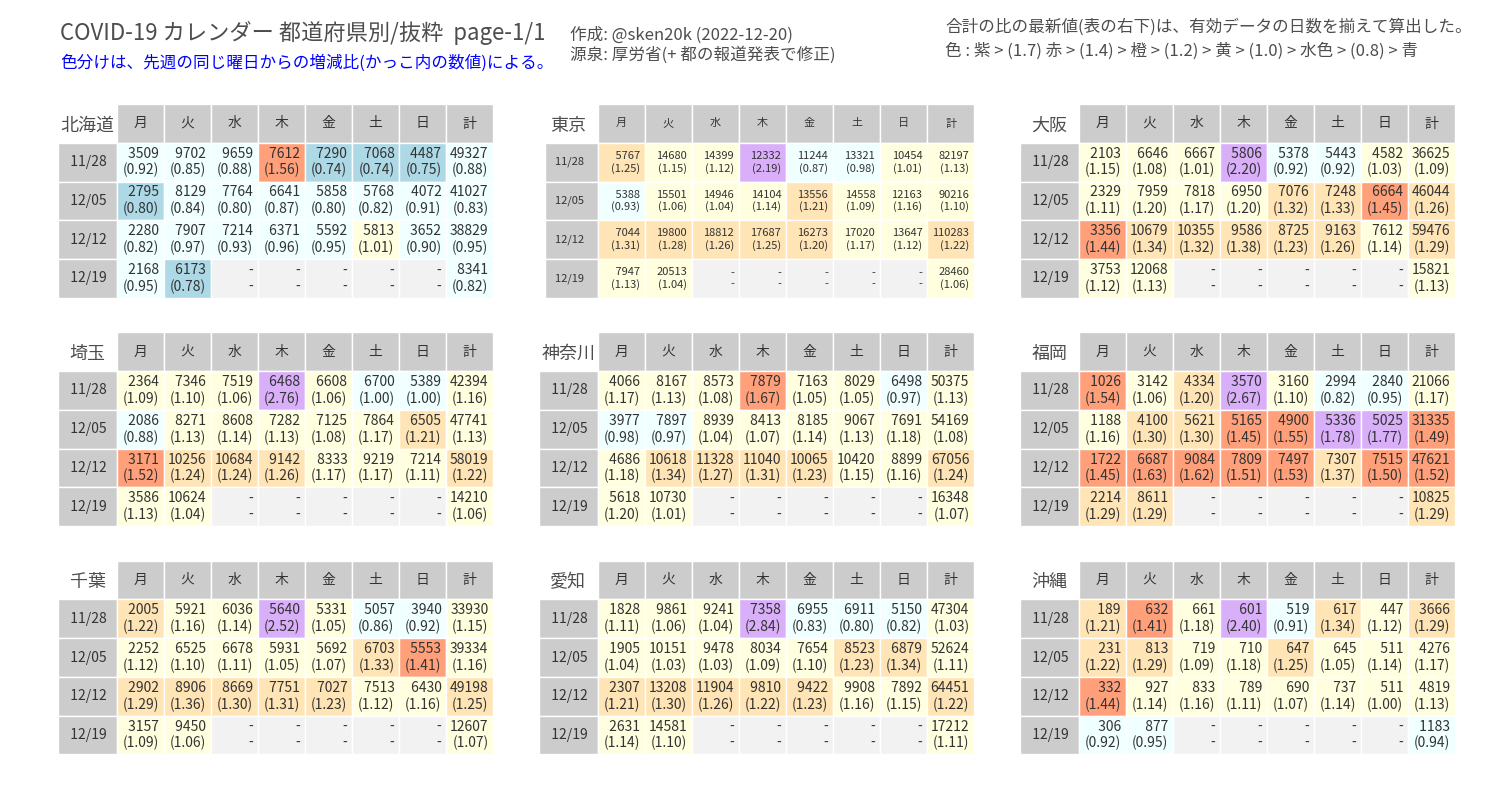 COVID-19 カレンダー 都道府県別/抜粋 page-1/1
色分けは、先週の同じ曜日からの増減比(かっこ内の数値)による。
作成: @sken20k (2022-12-20)
源泉: 厚労省(+ 都の報道発表で修正)
合計の比の最新値(表の右下)は、有効データの日数を揃えて算出した。
色 : 紫 > (1.7) 赤 > (1.4) > 橙 > (1.2) > 黄 > (1.0) > 水色 > (0.8) > 青
北海道 月 火 水 木 金 土 日 計
11/28 3509 9702 9659 7612 7290 7068 4487 49327
(0.92) (0.85) (0.88) (1.56) (0.74) (0.74) (0.75) (0.88)
12/05 2795 8129 7764 6641 5858 5768 4072 41027
(0.80) (0.84) (0.80) (0.87) (0.80) (0.82) (0.91) (0.83)
12/12 2280 7907 7214 6371 5592 5813 3652 38829
(0.82) (0.97) (0.93) (0.96) (0.95) (1.01) (0.90) (0.95)
12/19 2168 6173 - - - - - 8341
(0.95) (0.78) - - - - - (0.82)
東京 月 火 水 木 金 土 日 計
11/28 5767 14680 14399 12332 11244 13321 10454 82197
(1.25) (1.15) (1.12) (2.19) (0.87) (0.98) (1.01) (1.13)
12/05 5388 15501 14946 14104 13556 14558 12163 90216
(0.93) (1.06) (1.04) (1.14) (1.21) (1.09) (1.16) (1.10)
12/12 7044 19800 18812 17687 16273 17020 13647 110283
(1.31) (1.28) (1.26) (1.25) (1.20) (1.17) (1.12) (1.22)
12/19 7947 20513 - - - - - 28460
(1.13) (1.04) - - - - - (1.06)
大阪 月 火 水 木 金 土 日 計
11/28 2103 6646 6667 5806 5378 5443 4582 36625
(1.15) (1.08) (1.01) (2.20) (0.92) (0.92) (1.03) (1.09)
12/05 2329 7959 7818 6950 7076 7248 6664 46044
(1.11) (1.20) (1.17) (1.20) (1.32) (1.33) (1.45) (1.26)
12/12 3356 10679 10355 9586 8725 9163 7612 59476
(1.44) (1.34) (1.32) (1.38) (1.23) (1.26) (1.14) (1.29)
12/19 3753 12068 - - - - - 15821
(1.12) (1.13) - - - - - (1.13)
埼玉 月 火 水 木 金 土 日 計
11/28 2364 7346 7519 6468 6608 6700 5389 42394
(1.09) (1.10) (1.06) (2.76) (1.06) (1.00) (1.00) (1.16)
12/05 2086 8271 8608 7282 7125 7864 6505 47741
(0.88) (1.13) (1.14) (1.13) (1.08) (1.17) (1.21) (1.13)
12/12 3171 10256 10684 9142 8333 9219 7214 58019
(1.52) (1.24) (1.24) (1.26) (1.17) (1.17) (1.11) (1.22)
12/19 3586 10624 - - - - - 14210
(1.13) (1.04) - - - - - (1.06)
神奈川 月 火 水 木 金 土 日 計
11/28 4066 8167 8573 7879 7163 8029 6498 50375
(1.17) (1.13) (1.08) (1.67) (1.05) (1.05) (0.97) (1.13)
12/05 3977 7897 8939 8413 8185 9067 7691 54169
(0.98) (0.97) (1.04) (1.07) (1.14) (1.13) (1.18) (1.08)
12/12 4686 10618 11328 11040 10065 10420 8899 67056
(1.18) (1.34) (1.27) (1.31) (1.23) (1.15) (1.16) (1.24)
12/19 5618 10730 - - - - - 16348
(1.20) (1.01) - - - - - (1.07)
福岡 月 火 水 木 金 土 日 計
11/28 1026 3142 4334 3570 3160 2994 2840 21066
(1.54) (1.06) (1.20) (2.67) (1.10) (0.82) (0.95) (1.17)
12/05 1188 4100 5621 5165 4900 5336 5025 31335
(1.16) (1.30) (1.30) (1.45) (1.55) (1.78) (1.77) (1.49)
12/12 1722 6687 9084 7809 7497 7307 7515 47621
(1.45) (1.63) (1.62) (1.51) (1.53) (1.37) (1.50) (1.52)
12/19 2214 8611 - - - - - 10825
(1.29) (1.29) - - - - - (1.29)
千葉 月 火 水 木 金 土 日 計
11/28 2005 5921 6036 5640 5331 5057 3940 33930
(1.22) (1.16) (1.14) (2.52) (1.05) (0.86) (0.92) (1.15)
12/05 2252 6525 6678 5931 5692 6703 5553 39334
(1.12) (1.10) (1.11) (1.05) (1.07) (1.33) (1.41) (1.16)
12/12 2902 8906 8669 7751 7027 7513 6430 49198
(1.29) (1.36) (1.30) (1.31) (1.23) (1.12) (1.16) (1.25)
12/19 3157 9450 - - - - - 12607
(1.09) (1.06) - - - - - (1.07)
愛知 月 火 水 木 金 土 日 計
11/28 1828 9861 9241 7358 6955 6911 5150 47304
(1.11) (1.06) (1.04) (2.84) (0.83) (0.80) (0.82) (1.03)
12/05 1905 10151 9478 8034 7654 8523 6879 52624
(1.04) (1.03) (1.03) (1.09) (1.10) (1.23) (1.34) (1.11)
12/12 2307 13208 11904 9810 9422 9908 7892 64451
(1.21) (1.30) (1.26) (1.22) (1.23) (1.16) (1.15) (1.22)
12/19 2631 14581 - - - - - 17212
(1.14) (1.10) - - - - - (1.11)
沖縄 月 火 水 木 金 土 日 計
11/28 189 632 661 601 519 617 447 3666
(1.21) (1.41) (1.18) (2.40) (0.91) (1.34) (1.12) (1.29)
12/05 231 813 719 710 647 645 511 4276
(1.22) (1.29) (1.09) (1.18) (1.25) (1.05) (1.14) (1.17)
12/12 332 927 833 789 690 737 511 4819
(1.44) (1.14) (1.16) (1.11) (1.07) (1.14) (1.00) (1.13)
12/19 306 877 - - - - - 1183
(0.92) (0.95) - - - - - (0.94)